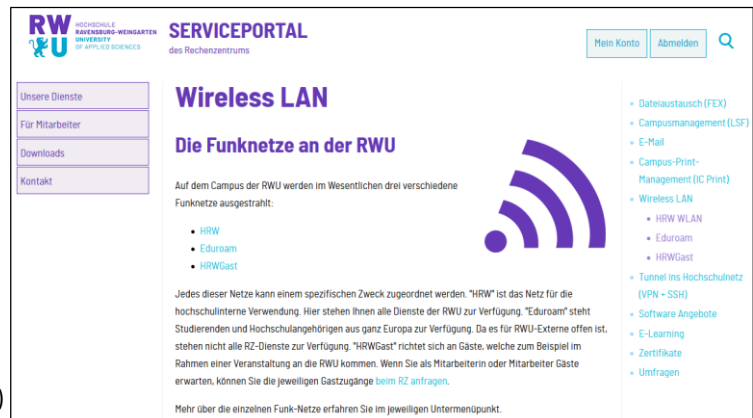 RW HOCHSCHULE
RAVENSBURG-WEINGARTEN
UNIVERSITY
U OF APPLIED SCIENCES
SERVICEPORTAL
des Rechenzentrums
Mein Konto
Abmelden
Unsere Dienste
Für Mitarbeiter
Downloads
Kontakt
Wireless LAN
Die Funknetze an der RWU
Auf dem Campus der RWU werden im Wesentlichen drei verschiedene
Funknetze ausgestrahlt:
• HRW
• Eduroam
• HRWGast
Jedes dieser Netze kann einem spezifischen Zweck zugeordnet werden. "HRW" ist das Netz für die
hochschulinterne Verwendung. Hier stehen Ihnen alle Dienste der RWU zur Verfügung. "Eduroam" steht
Studierenden und Hochschulangehörigen aus ganz Europa zur Verfügung. Da es für RWU-Externe offen ist,
stehen nicht alle RZ-Dienste zur Verfügung. "HRWGast" richtet sich an Gäste, welche zum Beispiel im
Rahmen einer Veranstaltung an die RWU kommen. Wenn Sie als Mitarbeiterin oder Mitarbeiter Gäste
erwarten, können Sie die jeweiligen Gastzugänge beim RZ anfragen.
Mehr über die einzelnen Funk-Netze erfahren Sie im jeweiligen Untermenüpunkt.
• Dateiaustausch (FEX)
• Campusmanagement (LSF)
• E-Mail
• Campus-Print-
Management (IC Print)
• Wireless LAN
• HRW WLAN
• Eduroam
• HRWGast
• Tunnel ins Hochschulnetz
(VPN + SSH)
• Software Angebote
• E-Learning
• Zertifikate
• Umfragen
)